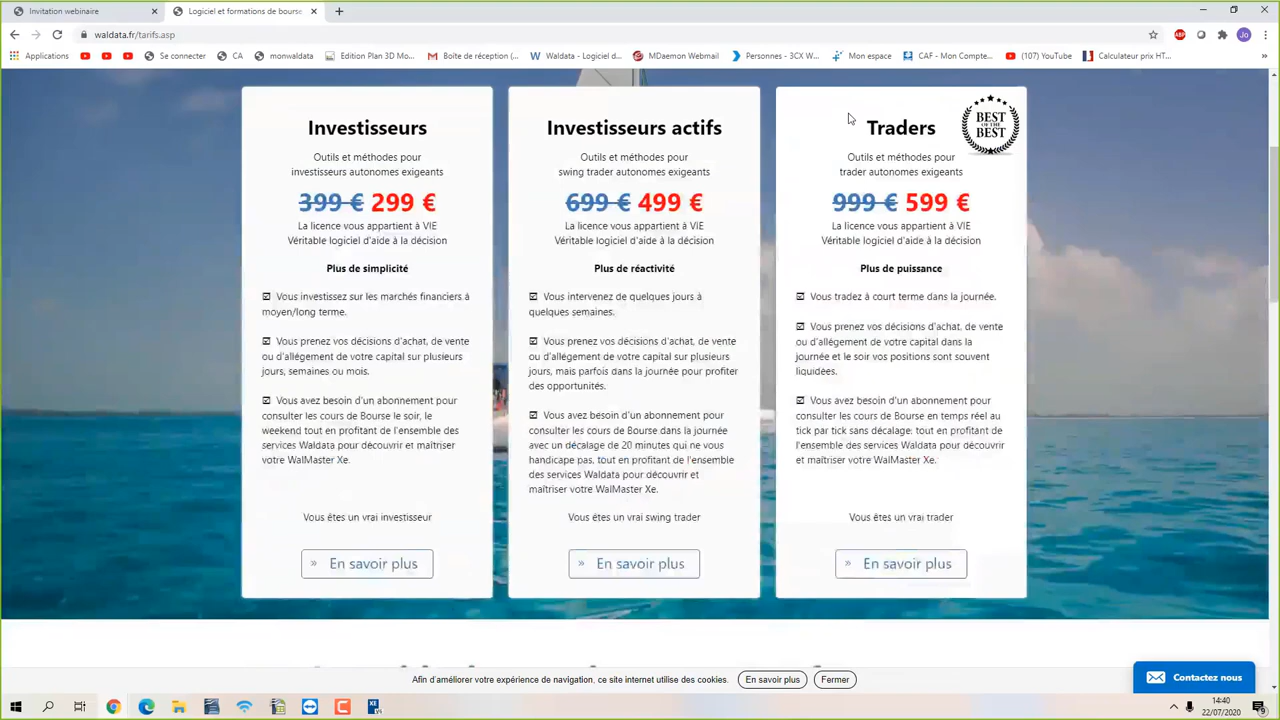 Invitation webinaire
Logiciel et formations de bourse
waldata.fr/tarifs.asp
Jo
Applications
Se connecter
CA
monwaldata
Edition Plan 3D Mo...
Boîte de réception (...
Waldata - Logiciel d...
MDaemon Webmail
Personnes - 3CX W...
Mon espace
CAF - Mon Compte...
(107) YouTube
Calculateur prix HT...
Investisseurs
Outils et méthodes pour
investisseurs autonomes exigeants
399 € 299 €
La licence vous appartient à VIE
Véritable logiciel d'aide à la décision
Plus de simplicité
Vous investissez sur les marchés financiers à
moyen/long terme.
Vous prenez vos décisions d'achat, de vente
ou d'allégement de votre capital sur plusieurs
jours, semaines ou mois.
Vous avez besoin d'un abonnement pour
consulter les cours de Bourse le soir, le
weekend tout en profitant de l'ensemble des
services Waldata pour découvrir et maîtriser
votre WalMaster Xe.
Vous êtes un vrai investisseur
» En savoir plus
Investisseurs actifs
Outils et méthodes pour
swing trader autonomes exigeants
699 € 499 €
La licence vous appartient à VIE
Véritable logiciel d'aide à la décision
Plus de réactivité
Vous intervenez de quelques jours à
quelques semaines.
Vous prenez vos décisions d'achat, de vente
ou d'allégement de votre capital sur plusieurs
jours, mais parfois dans la journée pour profiter
des opportunités.
Vous avez besoin d'un abonnement pour
consulter les cours de Bourse dans la journée
avec un décalage de 20 minutes qui ne vous
handicape pas, tout en profitant de l'ensemble
des services Waldata pour découvrir et
maîtriser votre WalMaster Xe.
Vous êtes un vrai swing trader
» En savoir plus
Traders
BEST
OF THE
BEST
Outils et méthodes pour
trader autonomes exigeants
999 € 599 €
La licence vous appartient à VIE
Véritable logiciel d'aide à la décision
Plus de puissance
Vous tradez à court terme dans la journée.
Vous prenez vos décisions d'achat, de vente
ou d'allégement de votre capital dans la
journée et le soir vos positions sont souvent
liquidées.
Vous avez besoin d'un abonnement pour
consulter les cours de Bourse en temps réel au
tick par tick sans décalage; tout en profitant de
l'ensemble des services Waldata pour découvrir
et maîtriser votre WalMaster Xe.
Vous êtes un vrai trader
» En savoir plus
Afin d'améliorer votre expérience de navigation, ce site internet utilise des cookies.
En savoir plus
Fermer
Contactez nous
14:40
22/07/2020